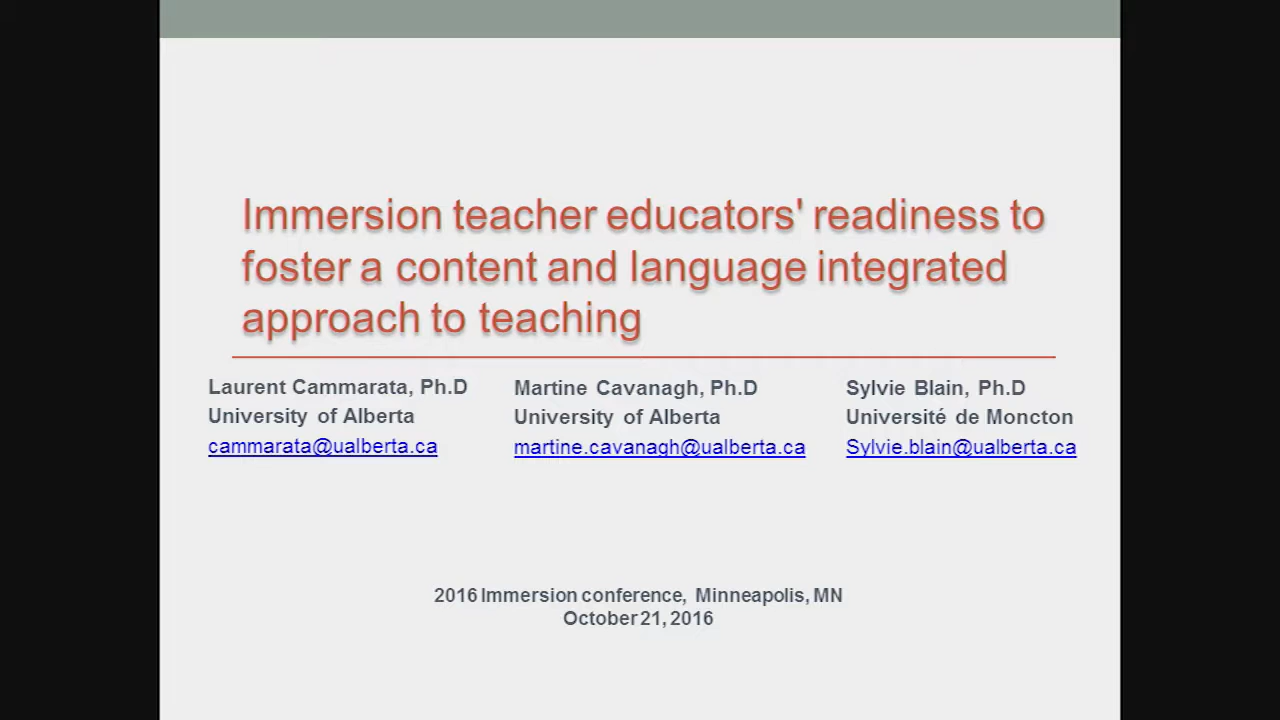 Immersion teacher educators' readiness to
foster a content and language integrated
approach to teaching
Laurent Cammarata, Ph.D
University of Alberta
cammarata@ualberta.ca
Martine Cavanagh, Ph.D
University of Alberta
martine.cavanagh@ualberta.ca
Sylvie Blain, Ph.D
Université de Moncton
Sylvie.blain@ualberta.ca
2016 Immersion conference, Minneapolis, MN
October 21, 2016